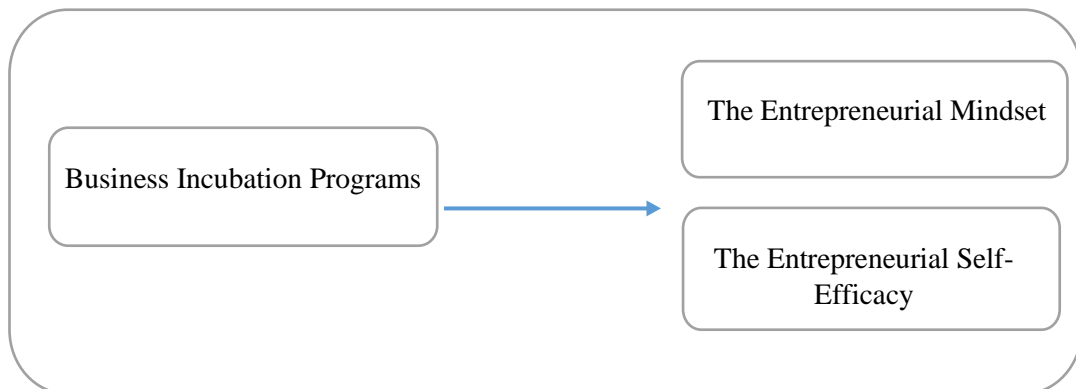 The Entrepreneurial Mindset
Business Incubation Programs
The Entrepreneurial Self-
Efficacy